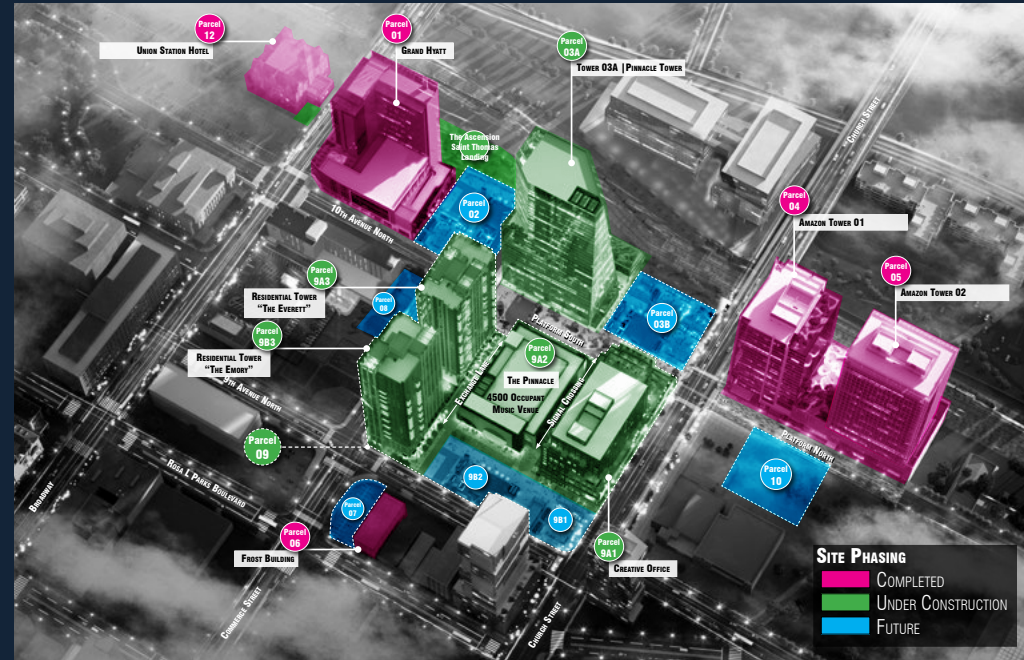 Parcel
12
Union Station Hotel
Parcel
01
Grand Hyatt
Parcel
03A
Tower 03A | Pinnacle Tower
Church Street
The Ascension
Saint Thomas
Landing
Parcel
02
10th Avenue North
Parcel
04
Amazon Tower 01
Parcel
05
Amazon Tower 02
Parcel
9A3
Residential Tower
"The Everett"
Parcel
08
Parcel
03B
Parcel
9B3
Residential Tower
"The Emory"
Platform South
Parcel
9A2
The Pinnacle
4500 Occupant
Music Venue
Exchange Lane
Signal Crossing
9th Avenue North
Parcel
09
Platform North
Parcel
10
Rosa L Parks Boulevard
Broadway
9B2
9B1
Parcel
07
Parcel
06
Frost Building
Parcel
9A1
Creative Office
Commerce Street
Church Street
Site Phasing
Completed
Under Construction
Future